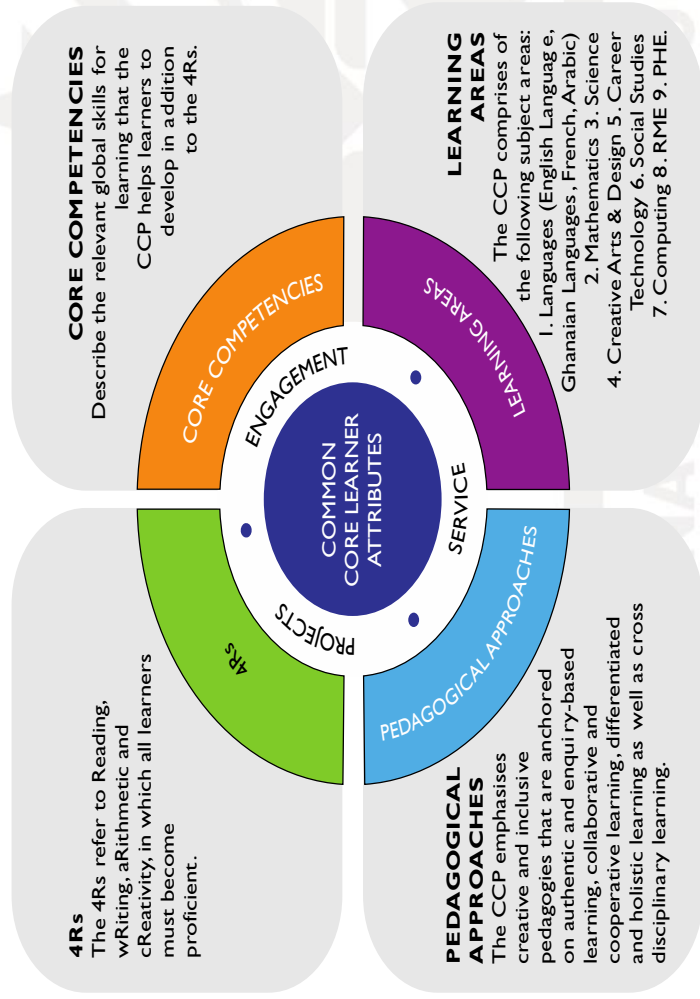 4Rs
The 4Rs refer to Reading,
wRiting, aRithmetic and
cReativity, in which all learners
must become
proficient.
CORE COMPETENCIES
Describe the relevant global skills for
learning that the
CCP helps learners to
develop in addition
to the 4Rs.
4Rs
CORE COMPETENCIES
PROJECTS
ENGAGEMENT
COMMON
CORE LEARNER
ATTRIBUTES
SERVICE
PEDAGOGICAL APPROACHES
LEARNING AREAS
PEDAGOGICAL
APPROACHES
The CCP emphasises
creative and inclusive
pedagogies that are anchored
on authentic and enqui ry-based
learning, collaborative and
cooperative learning, differentiated
and holistic learning as well as cross
disciplinary learning.
LEARNING
AREAS
The CCP comprises of
the following subject areas:
1. Languages (English Languag e,
Ghanaian Languages , French, Arabic)
2. Mathematics 3. Science
4. Creative Arts & Design 5. Career
Technology 6. Social Studies
7. Computing 8. RME 9. PHE.